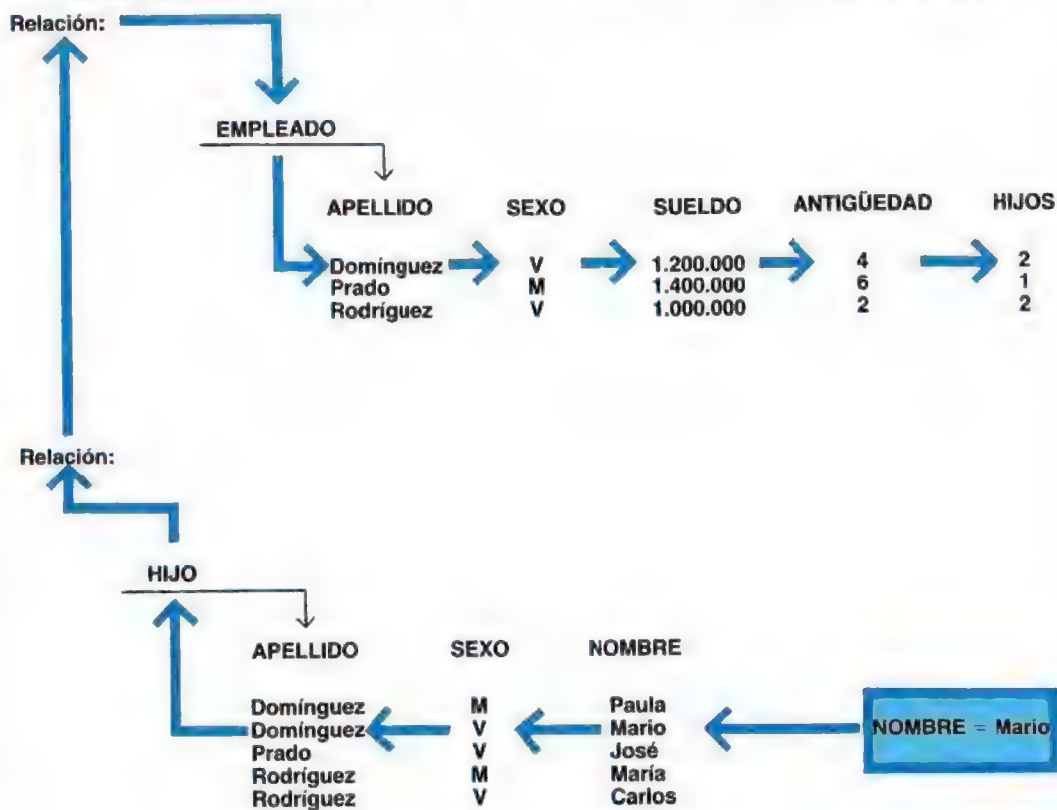 Relación:
EMPLEADO
APELLIDO SEXO SUELDO ANTIGÜEDAD HIJOS
Domínguez V 1.200.000 4 2
Prado M 1.400.000 6 1
Rodríguez V 1.000.000 2 2
Relación:
HIJO
APELLIDO SEXO NOMBRE
Domínguez M Paula
Domínguez V Mario NOMBRE = Mario
Prado V José
Rodríguez M María
Rodríguez V Carlos